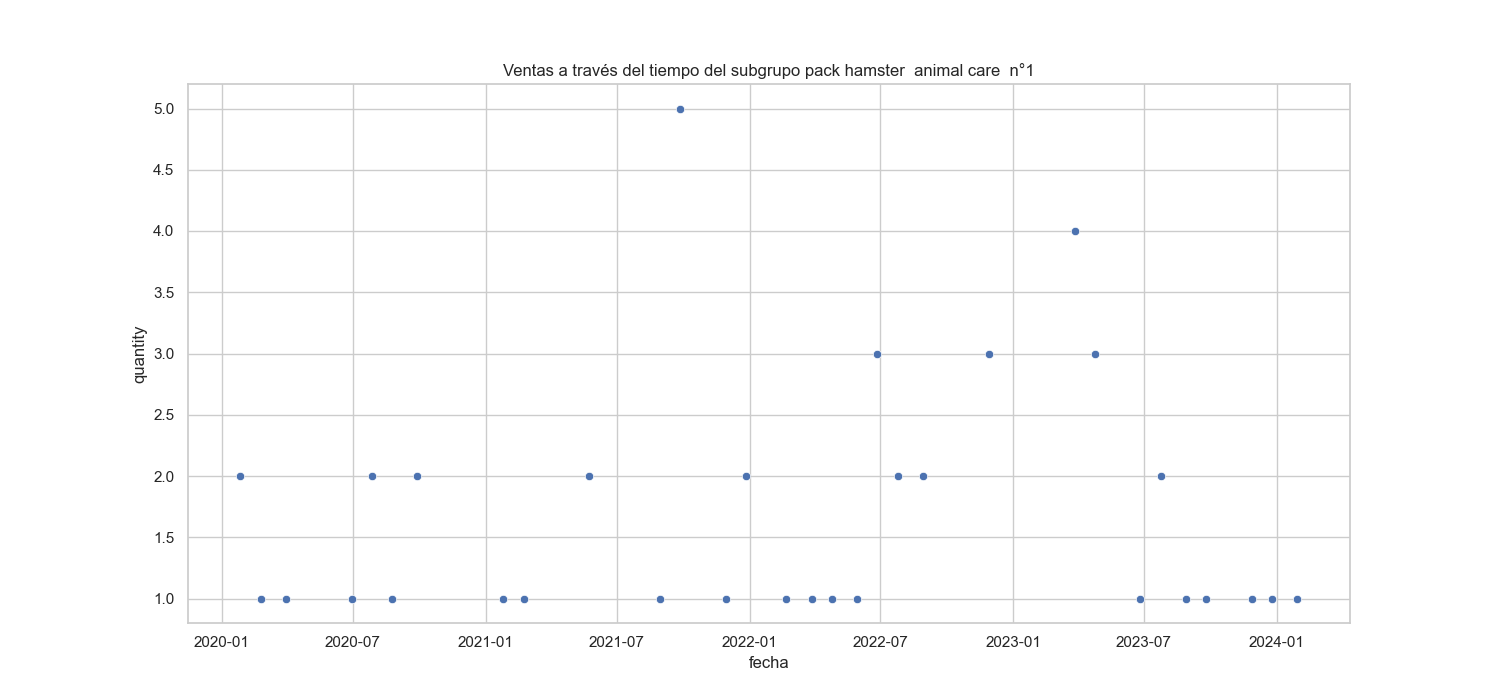 Ventas a través del tiempo del subgrupo pack hamster  animal care  n°1
5.0
4.5
4.0
3.5
3.0
2.5
2.0
1.5
1.0
quantity
2020-01 2020-07 2021-01 2021-07 2022-01 2022-07 2023-01 2023-07 2024-01
fecha